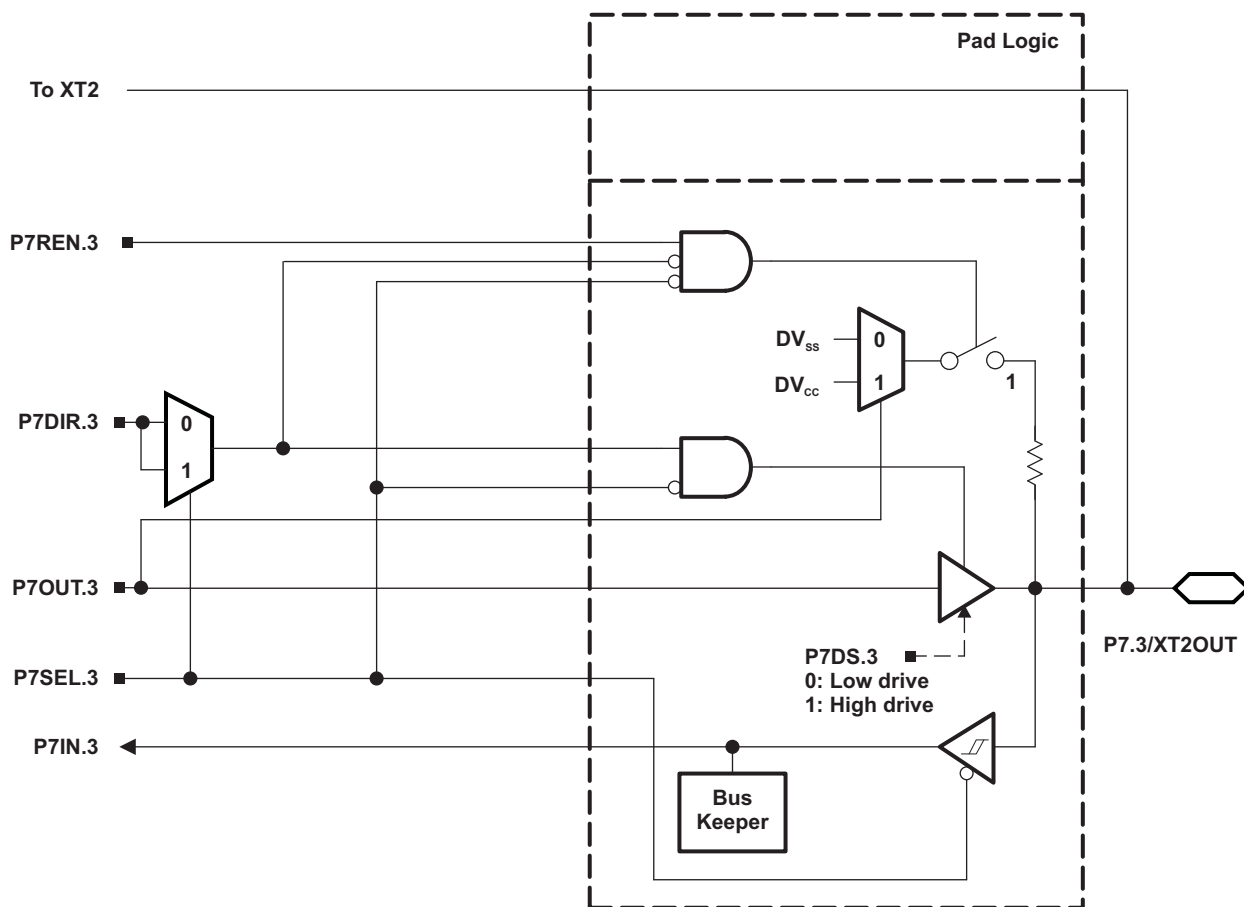 Pad Logic
To XT2
P7REN.3
DVss
0
DVcc
1
1
P7DIR.3
0
1
P7OUT.3
P7.3/XT2OUT
P7DS.3
0: Low drive
1: High drive
P7SEL.3
P7IN.3
Bus
Keeper